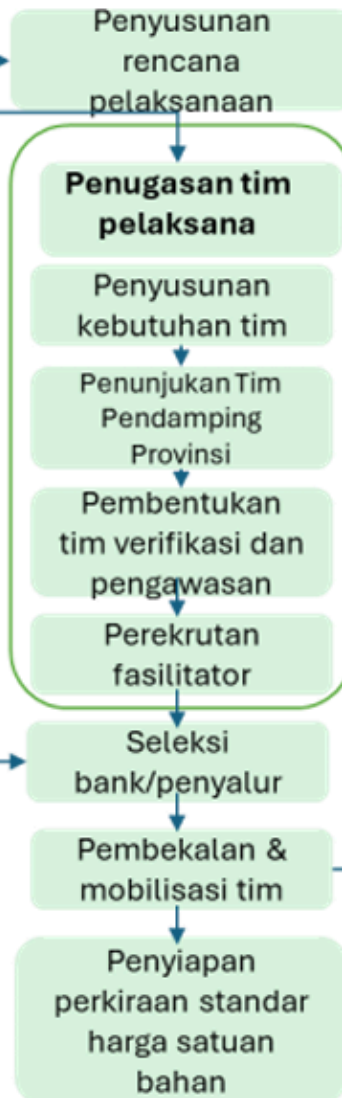 Penyusunan
rencana
pelaksanaan
Penugasan tim
pelaksana
Penyusunan
kebutuhan tim
Penunjukan Tim
Pendamping
Provinsi
Pembentukan
tim verifikasi dan
pengawasan
Perekrutan
fasilitator
Seleksi
bank/penyalur
Pembekalan &
mobilisasi tim
Penyiapan
perkiraan standar
harga satuan
bahan